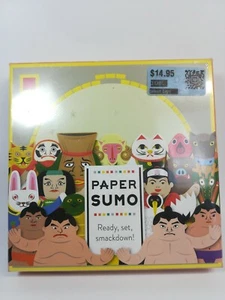 $14.95
PAPER
SUMO
Ready, set,
smackdown!